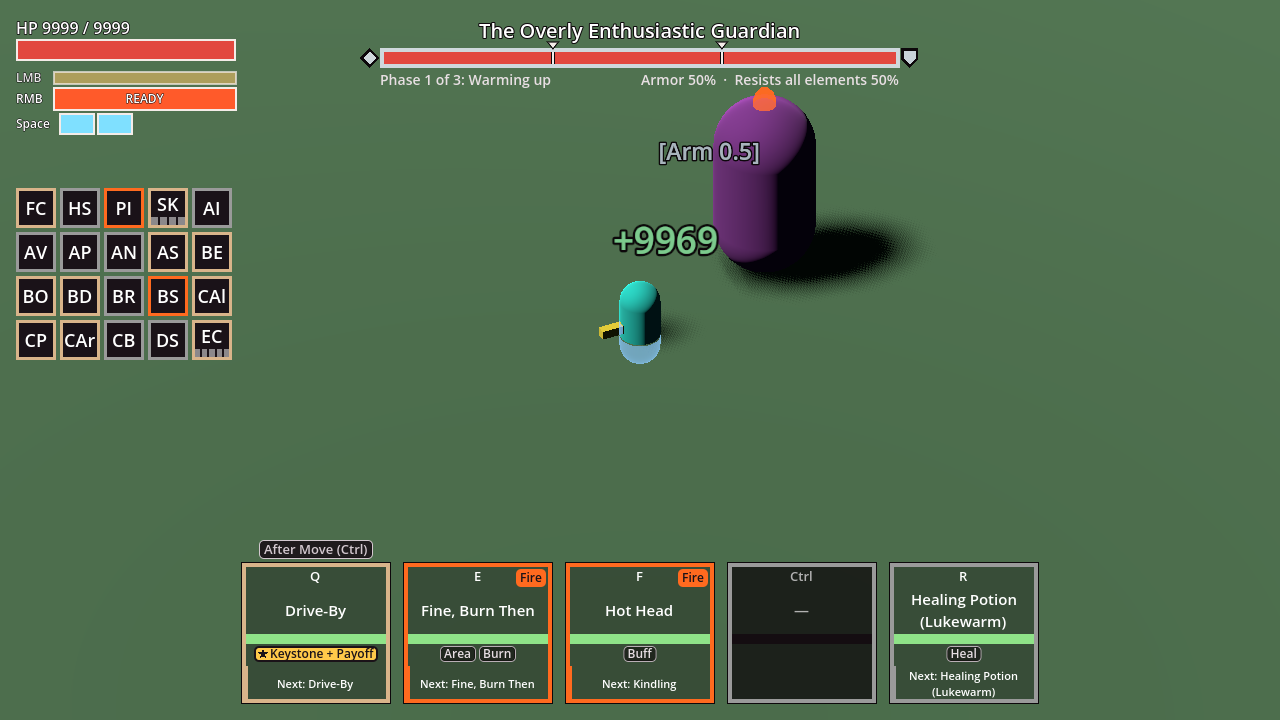 HP 9999 / 9999
LMB
RMB READY
Space
The Overly Enthusiastic Guardian
Phase 1 of 3: Warming up
Armor 50% · Resists all elements 50%
[Arm 0.5]
+9969
FC HS PI SK AI
AV AP AN AS BE
BO BD BR BS CAl
CP CAr CB DS EC
After Move (Ctrl)
Q
Drive-By
★ Keystone + Payoff
Next: Drive-By
E Fire
Fine, Burn Then
Area Burn
Next: Fine, Burn Then
F Fire
Hot Head
Buff
Next: Kindling
Ctrl
—
R
Healing Potion
(Lukewarm)
Heal
Next: Healing Potion
(Lukewarm)